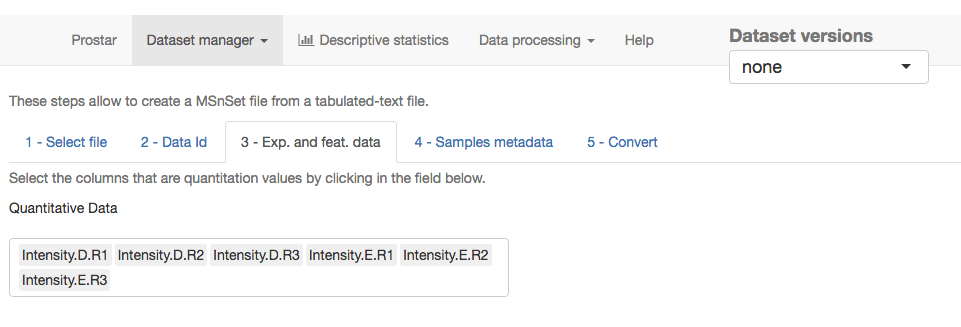 Prostar Dataset manager Descriptive statistics Data processing Help Dataset versions
none
These steps allow to create a MSnSet file from a tabulated-text file.
1 - Select file 2 - Data Id 3 - Exp. and feat. data 4 - Samples metadata 5 - Convert
Select the columns that are quantitation values by clicking in the field below.
Quantitative Data
Intensity.D.R1 Intensity.D.R2 Intensity.D.R3 Intensity.E.R1 Intensity.E.R2
Intensity.E.R3